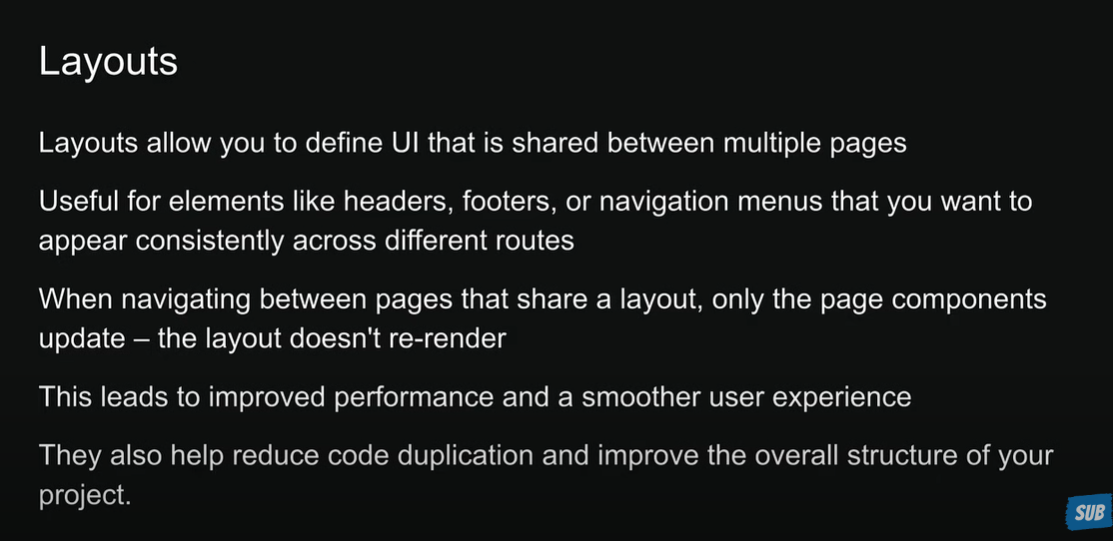 Layouts
Layouts allow you to define UI that is shared between multiple pages
Useful for elements like headers, footers, or navigation menus that you want to
appear consistently across different routes
When navigating between pages that share a layout, only the page components
update – the layout doesn't re-render
This leads to improved performance and a smoother user experience
They also help reduce code duplication and improve the overall structure of your
project.
SUB